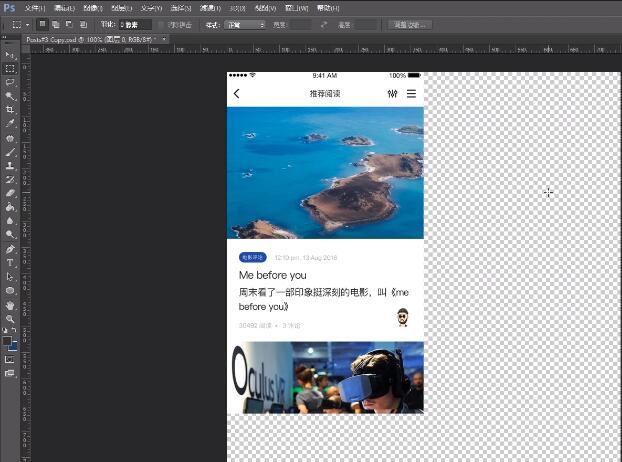 Ps 文件(F) 编辑(E) 图像(I) 图层(L) 文字(Y) 选择(S) 滤镜(T) 3D(D) 视图(V) 窗口(W) 帮助(H)
羽化: 0 像素 消除锯齿 样式: 正常 宽度: 高度: 调整边缘...
Posts#3 Copy.psd @ 100% (图层 0, RGB/8#) *
9:41 AM 100%
推荐阅读
电影评论 12:10 pm, 13 Aug 2016
Me before you
周末看了一部印象挺深刻的电影，叫《me
before you》
30492 阅读 • 3 评论
Oculus VR